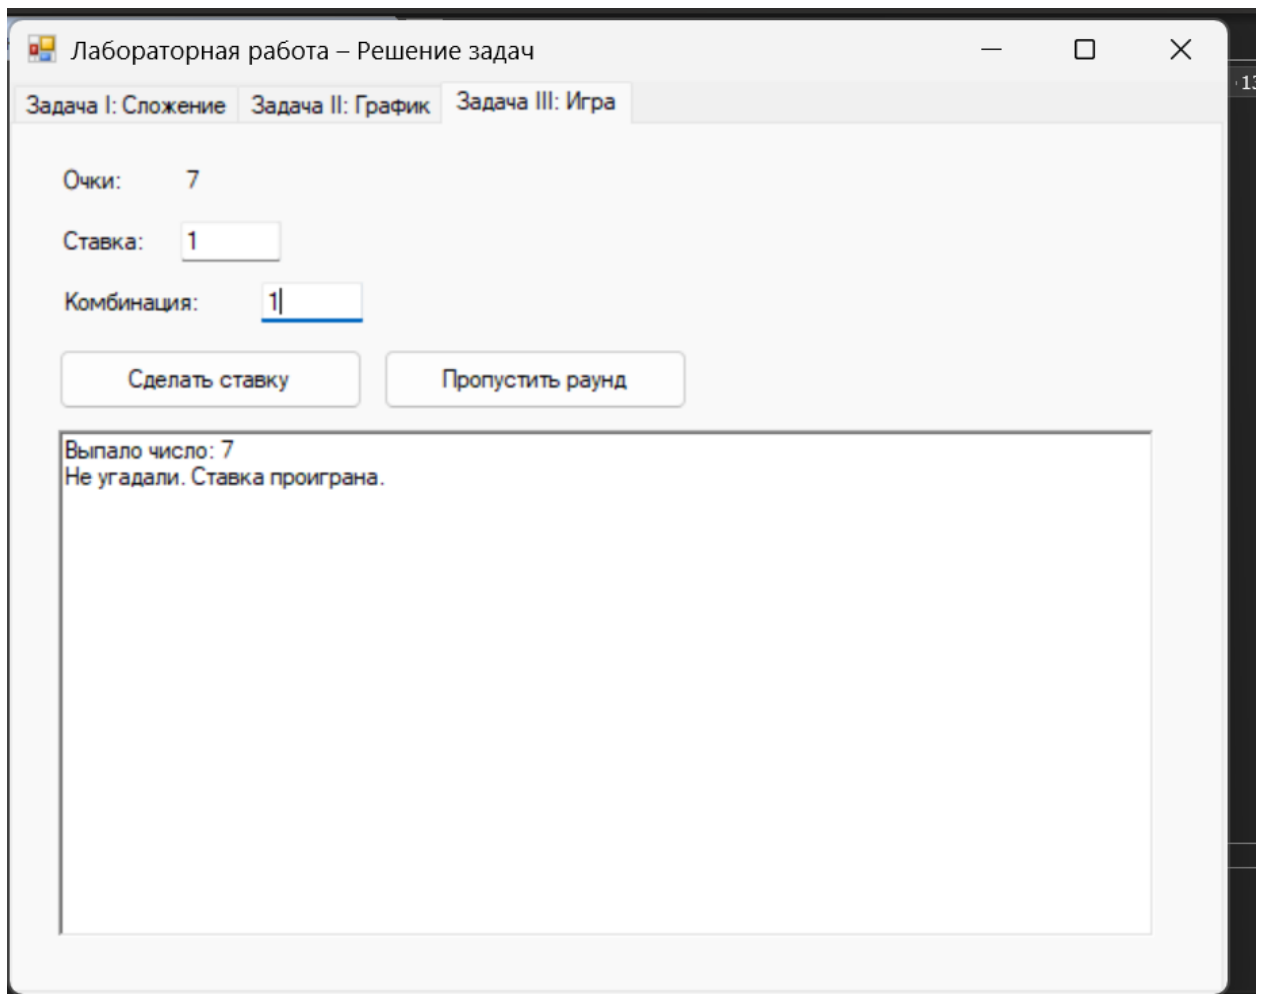 Лабораторная работа – Решение задач
Задача I: Сложение Задача II: График Задача III: Игра
Очки: 7
Ставка: 1
Комбинация: 1
Сделать ставку Пропустить раунд
Выпало число: 7
Не угадали. Ставка проиграна.